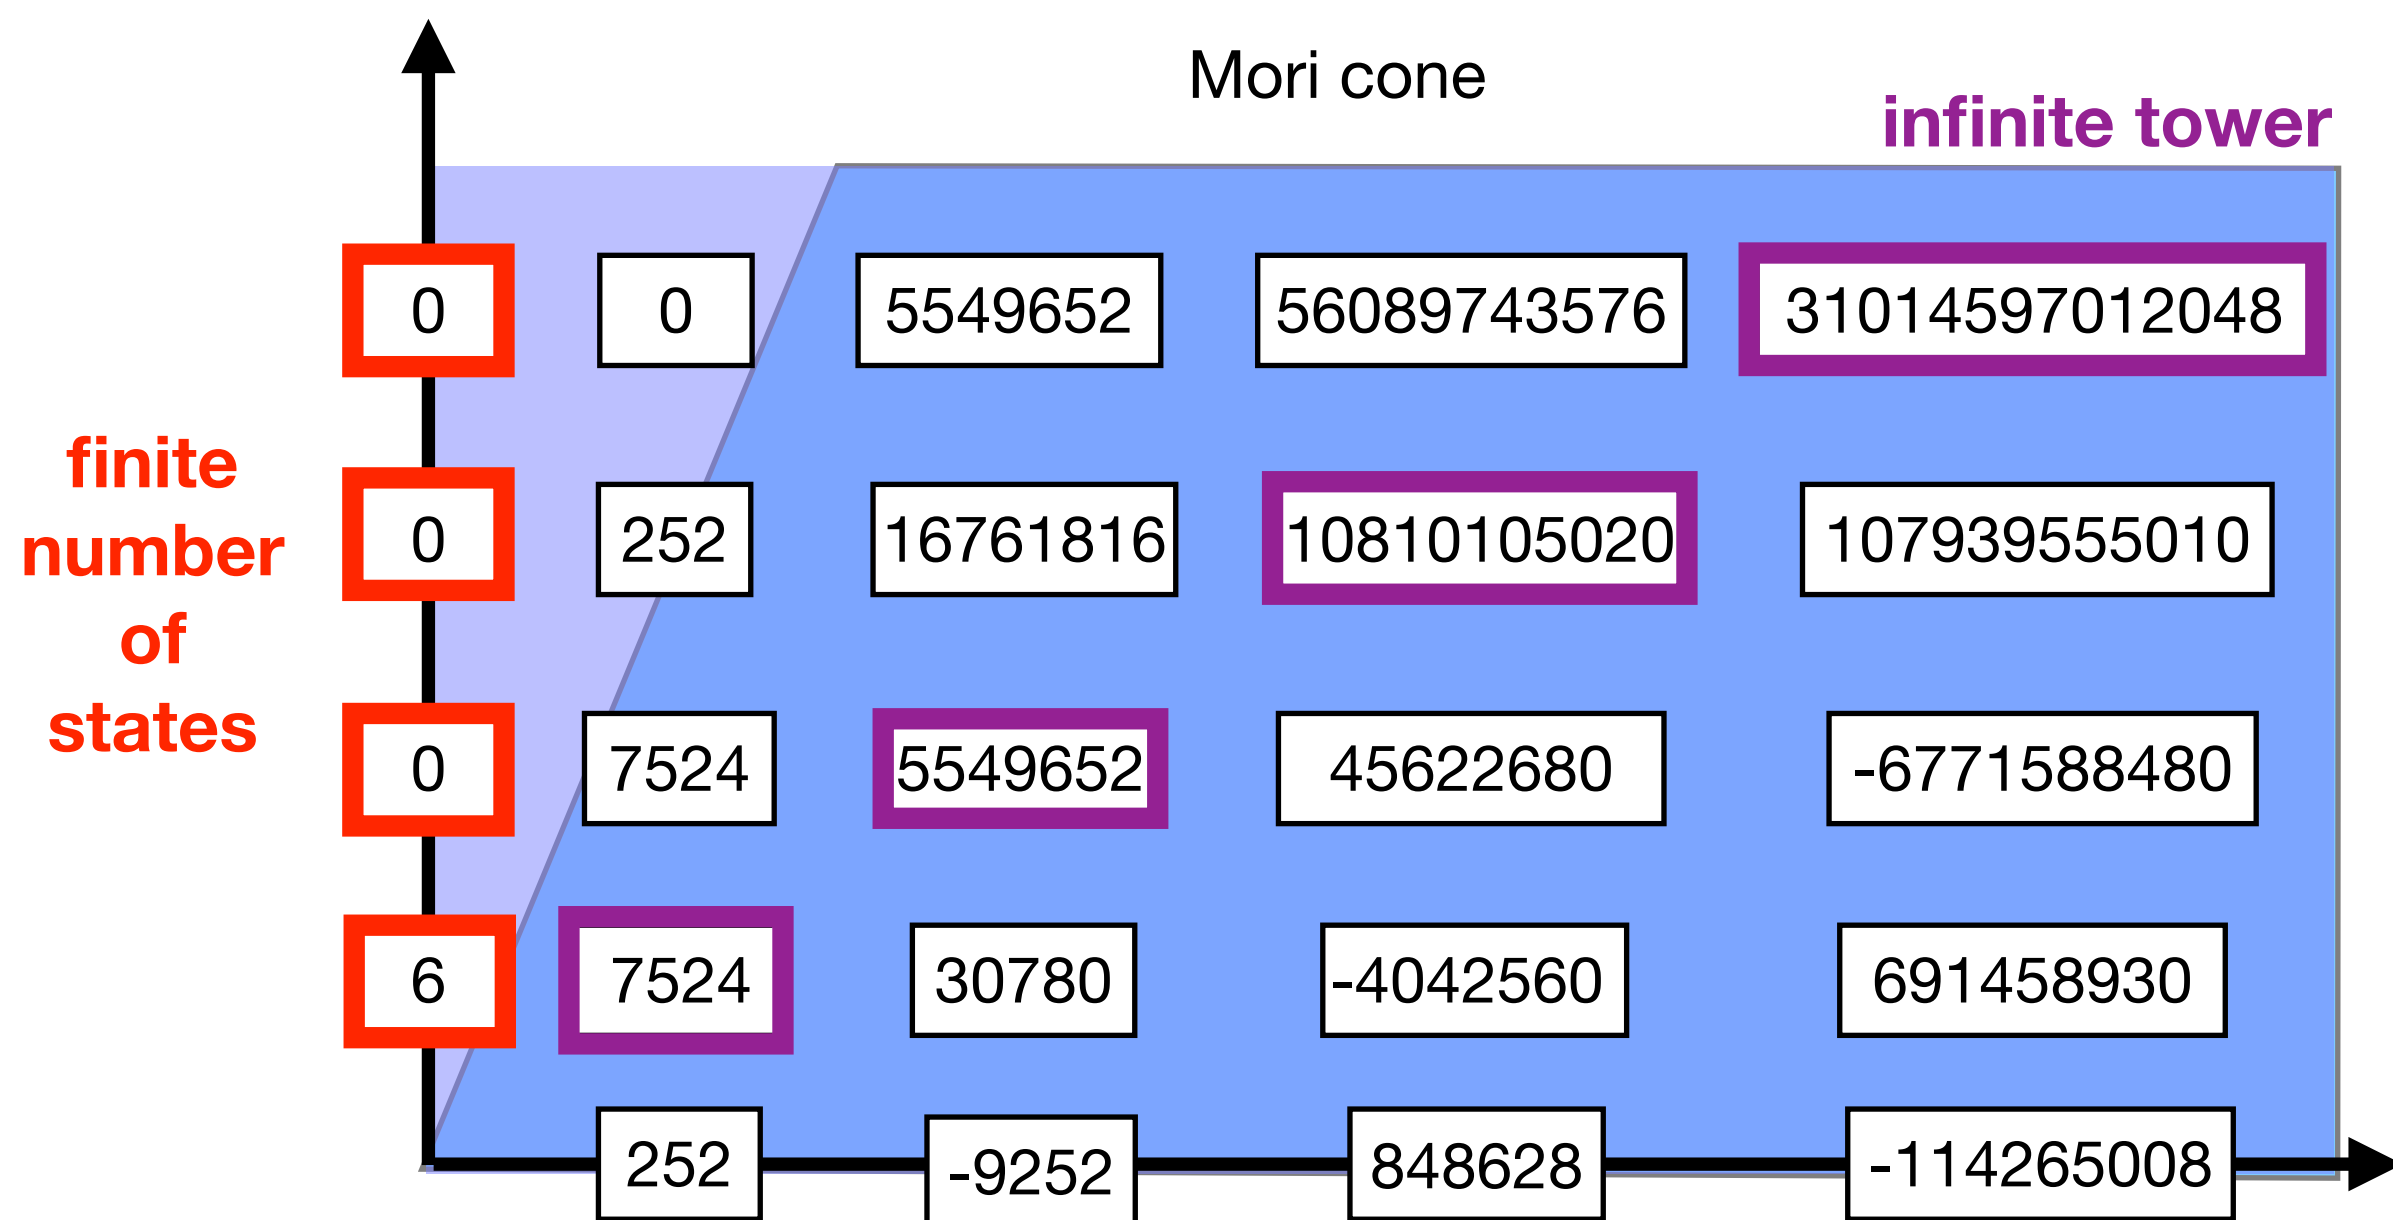 Mori cone
infinite tower
0 0 5549652 56089743576 31014597012048
finite
number
of
states
0 252 16761816 10810105020 107939555010
0 7524 5549652 45622680 -6771588480
6 7524 30780 -4042560 691458930
252 -9252 848628 -114265008